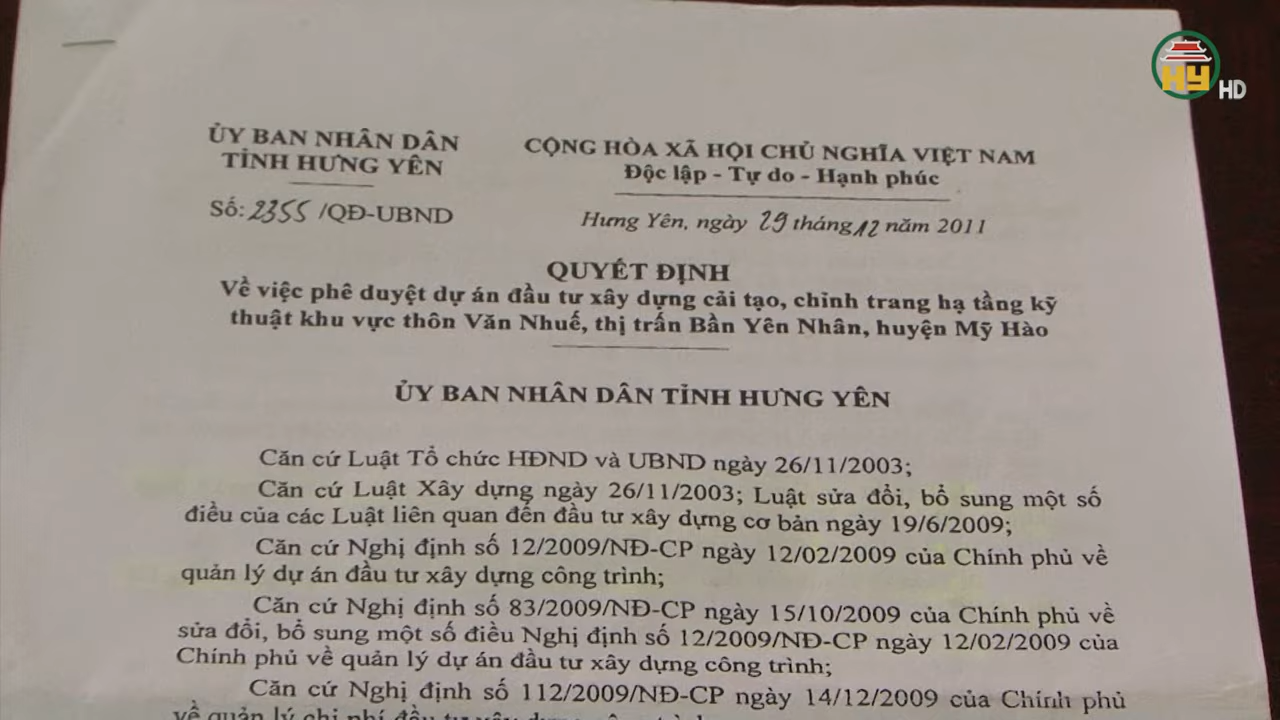 HY HD
ỦY BAN NHÂN DÂN
TỈNH HƯNG YÊN
Số: 2355 /QĐ-UBND
CỘNG HÒA XÃ HỘI CHỦ NGHĨA VIỆT NAM
Độc lập - Tự do - Hạnh phúc
Hưng Yên, ngày 29 tháng 12 năm 2011
QUYẾT ĐỊNH
Về việc phê duyệt dự án đầu tư xây dựng cải tạo, chỉnh trang hạ tầng kỹ
thuật khu vực thôn Văn Nhuế, thị trấn Bần Yên Nhân, huyện Mỹ Hào
ỦY BAN NHÂN DÂN TỈNH HƯNG YÊN
Căn cứ Luật Tổ chức HĐND và UBND ngày 26/11/2003;
Căn cứ Luật Xây dựng ngày 26/11/2003; Luật sửa đổi, bổ sung một số
điều của các Luật liên quan đến đầu tư xây dựng cơ bản ngày 19/6/2009;
Căn cứ Nghị định số 12/2009/NĐ-CP ngày 12/02/2009 của Chính phủ về
quản lý dự án đầu tư xây dựng công trình;
Căn cứ Nghị định số 83/2009/NĐ-CP ngày 15/10/2009 của Chính phủ về
sửa đổi, bổ sung một số điều Nghị định số 12/2009/NĐ-CP ngày 12/02/2009 của
Chính phủ về quản lý dự án đầu tư xây dựng công trình;
Căn cứ Nghị định số 112/2009/NĐ-CP ngày 14/12/2009 của Chính phủ
về quản lý chi phí đầu tư xây dựng